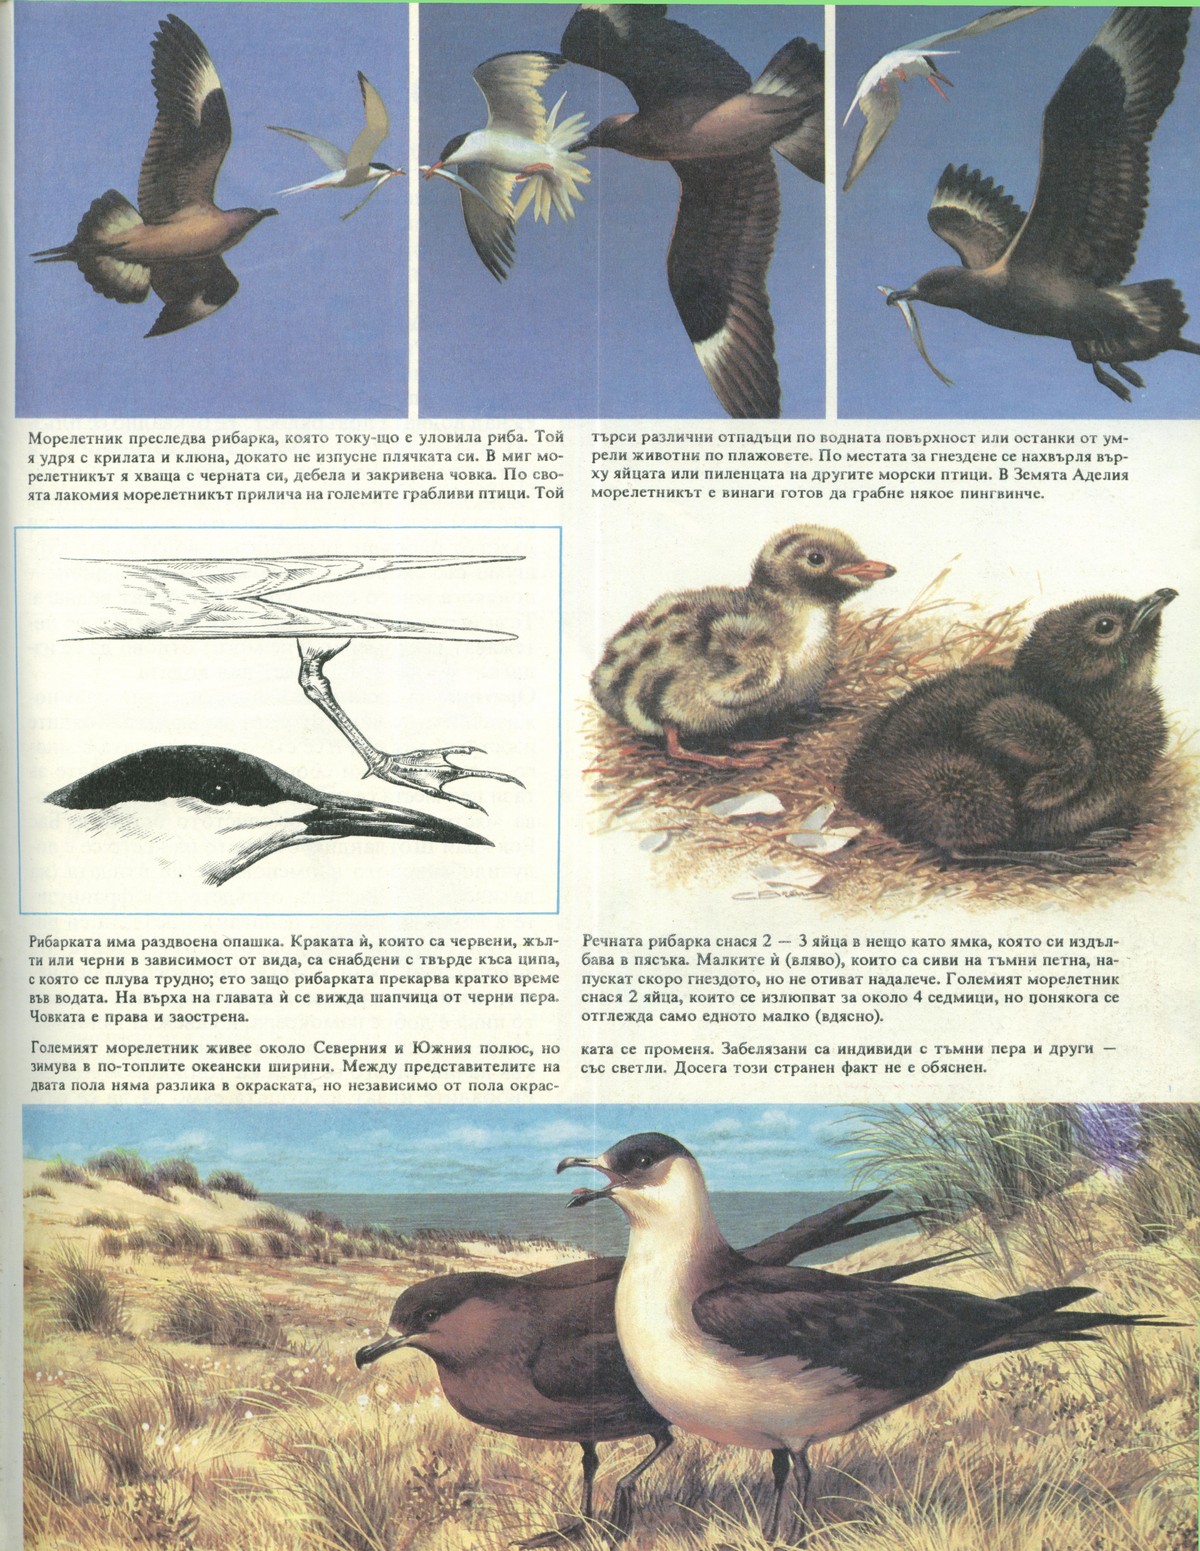 Морелетник преследва рибарка, която току-що е уловила риба. Той
я удря с крилата и клюна, докато не изпусне плячката си. В миг мо-
релетникът я хваща с черната си, дебела и закривена човка. По сво-
ята лакомия морелетникът прилича на големите грабливи птици. Той
търси различни отпадъци по водната повърхност или останки от ум-
рели животни по плажовете. По местата за гнездене се нахвърля вър-
ху яйцата или пиленцата на другите морски птици. В Земята Аделия
морелетникът е винаги готов да грабне някое пингвинче.
Рибарката има раздвоена опашка. Краката ѝ, които са червени, жъл-
ти или черни в зависимост от вида, са снабдени с твърде къса ципа,
с която се плува трудно; ето защо рибарката прекарва кратко време
във водата. На върха на главата ѝ се вижда шапчица от черни пера.
Човката е права и заострена.
Речната рибарка снася 2 — 3 яйца в нещо като ямка, която си издъл-
бава в пясъка. Малките ѝ (вляво), които са сиви на тъмни петна, на-
пускат скоро гнездото, но не отиват надалече. Големият морелетник
снася 2 яйца, които се излюпват за около 4 седмици, но понякога се
отглежда само едното малко (вдясно).
Големият морелетник живее около Северния и Южния полюс, но
зимува в по-топлите океански ширини. Между представителите на
двата пола няма разлика в окраската, но независимо от пола окрас-
ката се променя. Забелязани са индивиди с тъмни пера и други —
със светли. Досега този странен факт не е обяснен.